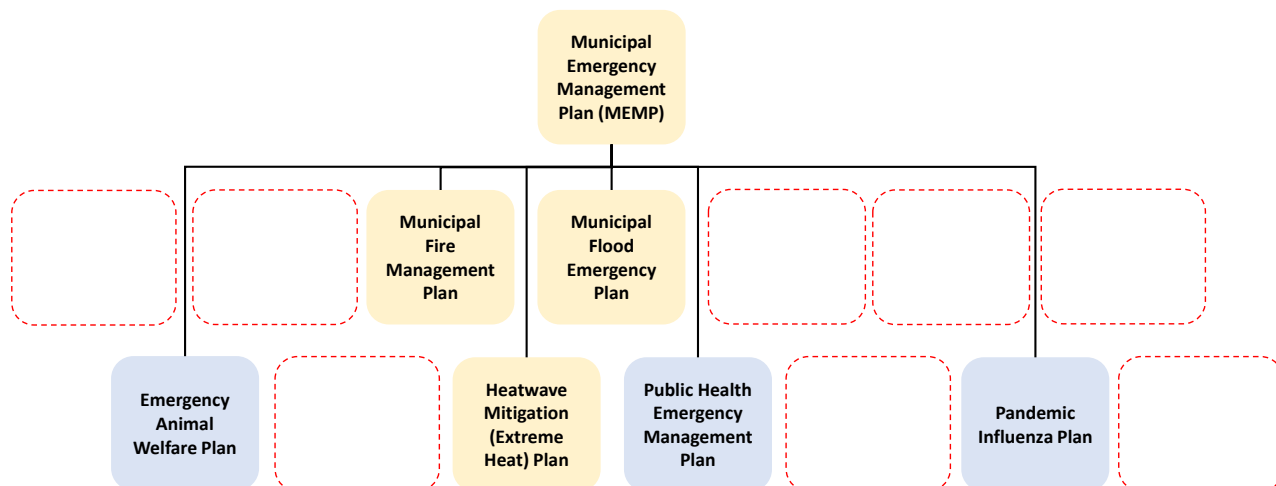 Municipal
Emergency
Management
Plan (MEMP)
Municipal
Fire
Management
Plan
Municipal
Flood
Emergency
Plan
Emergency
Animal
Welfare Plan
Heatwave
Mitigation
(Extreme
Heat) Plan
Public Health
Emergency
Management
Plan
Pandemic
Influenza Plan